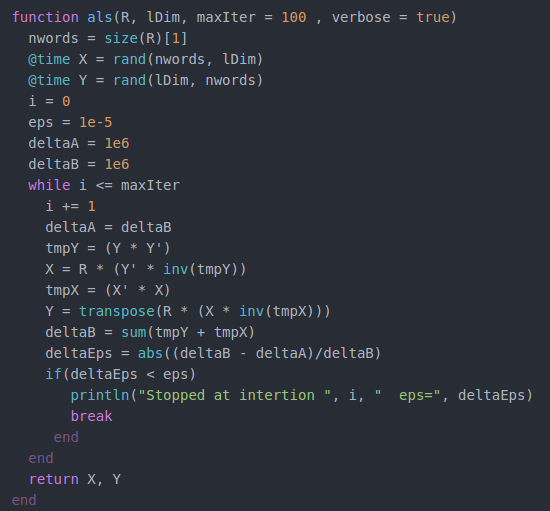 function als(R, lDim, maxIter = 100 , verbose = true)
  nwords = size(R)[1]
  @time X = rand(nwords, lDim)
  @time Y = rand(lDim, nwords)
  i = 0
  eps = 1e-5
  deltaA = 1e6
  deltaB = 1e6
  while i <= maxIter
    i += 1
    deltaA = deltaB
    tmpY = (Y * Y')
    X = R * (Y' * inv(tmpY))
    tmpX = (X' * X)
    Y = transpose(R * (X * inv(tmpX)))
    deltaB = sum(tmpY + tmpX)
    deltaEps = abs((deltaB - deltaA)/deltaB)
    if(deltaEps < eps)
       println("Stopped at intertion ", i, "  eps=", deltaEps)
       break
     end
  end
  return X, Y
end